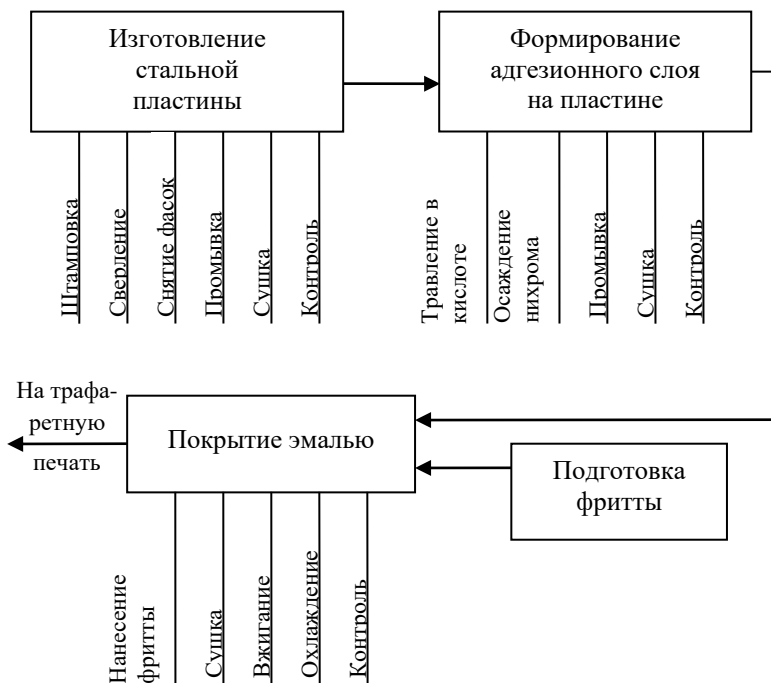 Изготовление
стальной
пластины
Формирование
адгезионного слоя
на пластине
Штамповка
Сверление
Снятие фасок
Промывка
Сушка
Контроль
Травление в
кислоте
Осаждение
нихрома
Промывка
Сушка
Контроль
На трафа-
ретную
печать
Покрытие эмалью
Подготовка
фритты
Нанесение
фритты
Сушка
Вжигание
Охлаждение
Контроль